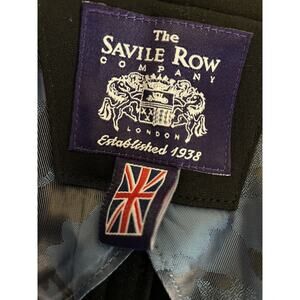 The
SAVILE ROW
COMPANY
LONDON
Established 1938